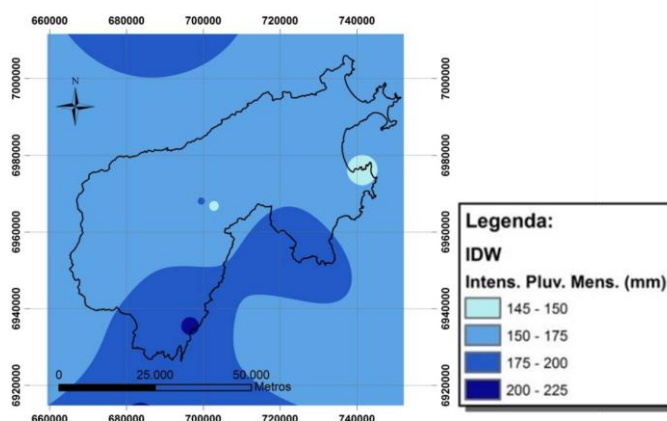 660000 680000 700000 720000 740000
7000000 7000000
N
6980000 6980000
6960000 6960000
6940000 6940000
6920000 6920000
0 25.000 50.000
Metros
660000 680000 700000 720000 740000
Legenda:
IDW
Intens. Pluv. Mens. (mm)
145 - 150
150 - 175
175 - 200
200 - 225